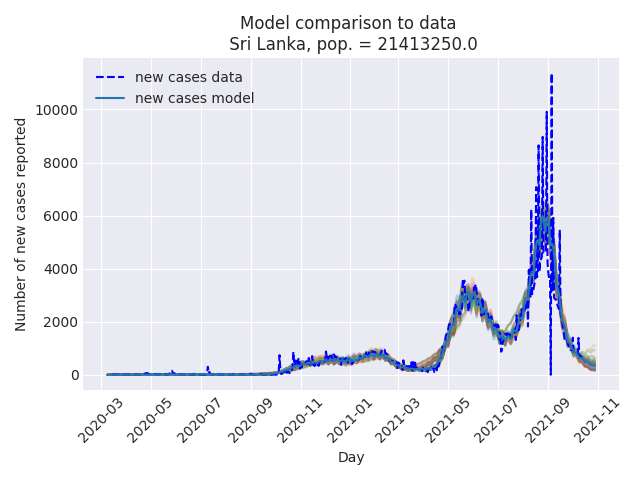 Model comparison to data
Sri Lanka, pop. = 21413250.0
new cases data
new cases model
Number of new cases reported
10000
8000
6000
4000
2000
0
2020-03
2020-05
2020-07
2020-09
2020-11
2021-01
2021-03
2021-05
2021-07
2021-09
2021-11
Day